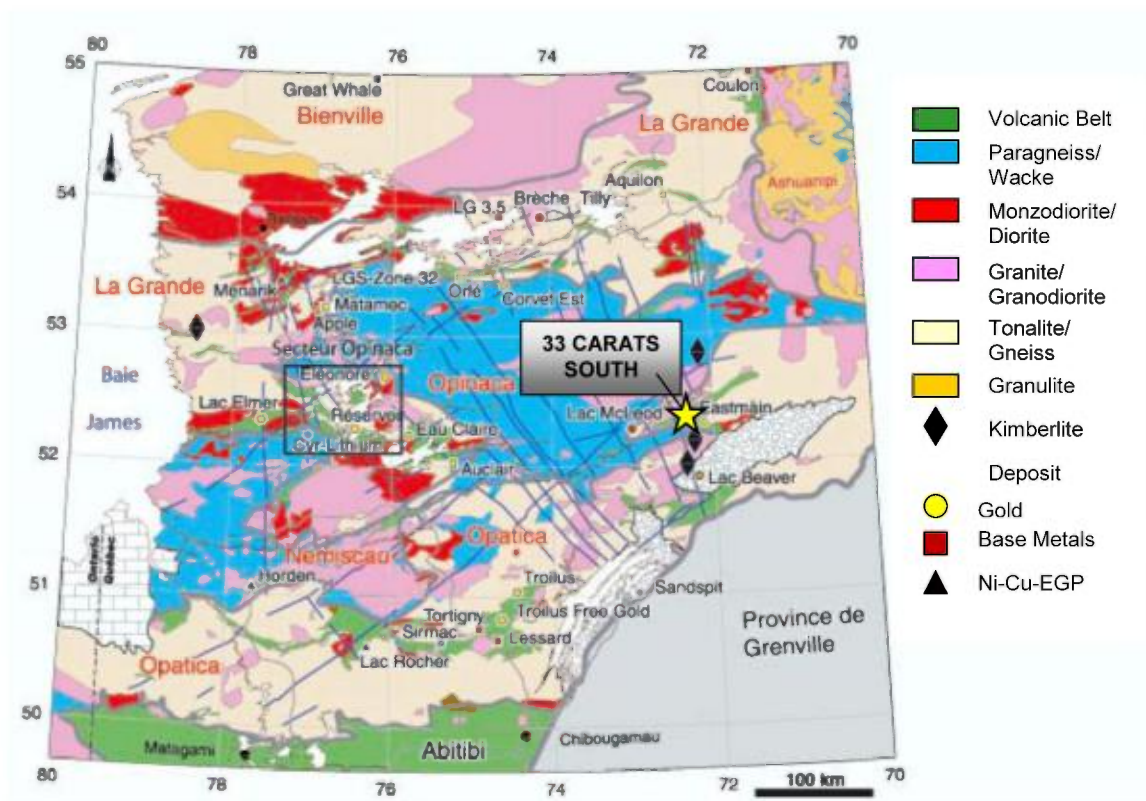 80
78
76
74
72
70
55
Great Whale
Coulon
Bienville
La Grande
Ashuanipi
54
Aquilon
LG 3.5
Brèche
Tilly
La Grande
Menarik
LGS-Zone 32
Orlé
Corvet Est
Matamec
Apple
53
Secteur Opinaca
33 CARATS
SOUTH
Baie
James
Eléonore
Opinaca
Lac Elmer
Réservoir
Lac McLeod
Eastmain
Eau Claire
Cyr-Lithium
52
Auclair
Lac Beaver
Opatica
Nemiscau
Ontario
Québec
51
Horden
Troilus
Sandspit
Tortigny
Troilus Free Gold
Sirmac
Lessard
Province de
Grenville
Opatica
Lac Rocher
50
Matagami
Abitibi
Chibougamau
80
78
76
74
72
70
100 km
Volcanic Belt
Paragneiss/
Wacke
Monzodiorite/
Diorite
Granite/
Granodiorite
Tonalite/
Gneiss
Granulite
Kimberlite
Deposit
Gold
Base Metals
Ni-Cu-EGP